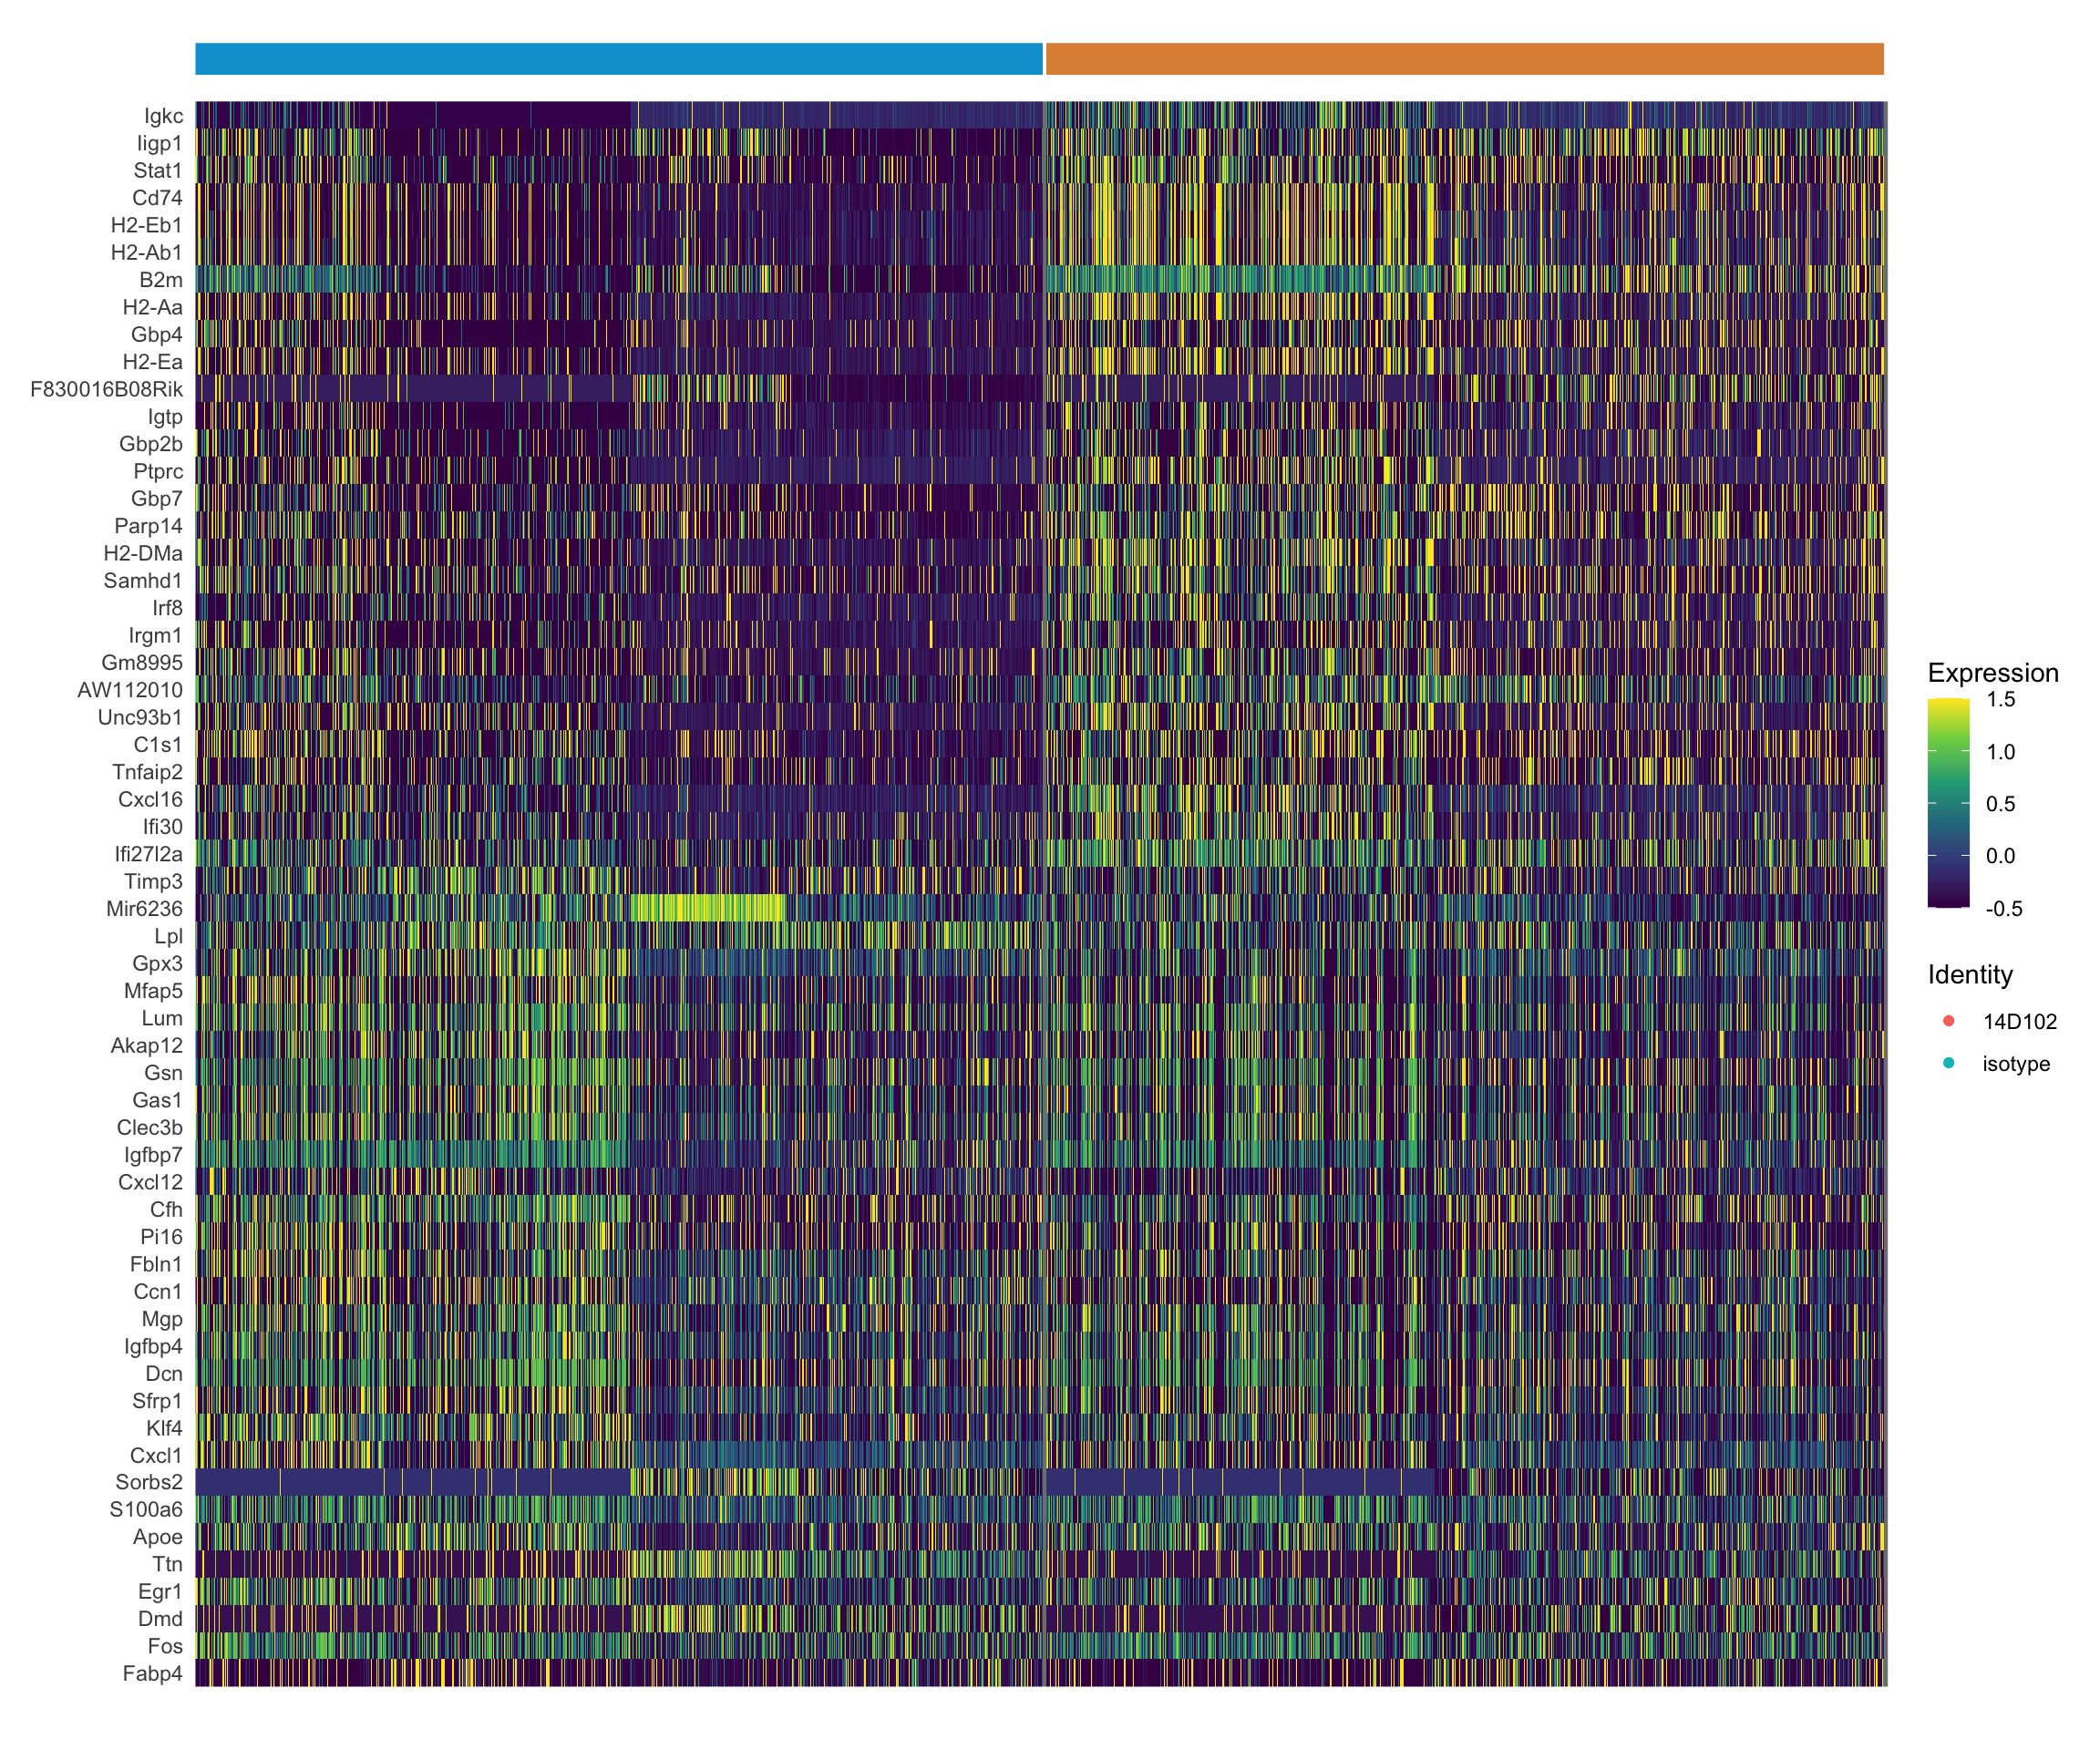 Igkc
Iigp1
Stat1
Cd74
H2-Eb1
H2-Ab1
B2m
H2-Aa
Gbp4
H2-Ea
F830016B08Rik
Igtp
Gbp2b
Ptprc
Gbp7
Parp14
H2-DMa
Samhd1
Irf8
Irgm1
Gm8995
AW112010
Unc93b1
C1s1
Tnfaip2
Cxcl16
Ifi30
Ifi27l2a
Timp3
Mir6236
Lpl
Gpx3
Mfap5
Lum
Akap12
Gsn
Gas1
Clec3b
Igfbp7
Cxcl12
Cfh
Pi16
Fbln1
Ccn1
Mgp
Igfbp4
Dcn
Sfrp1
Klf4
Cxcl1
Sorbs2
S100a6
Apoe
Ttn
Egr1
Dmd
Fos
Fabp4
Expression
1.5
1.0
0.5
0.0
-0.5
Identity
14D102
isotype